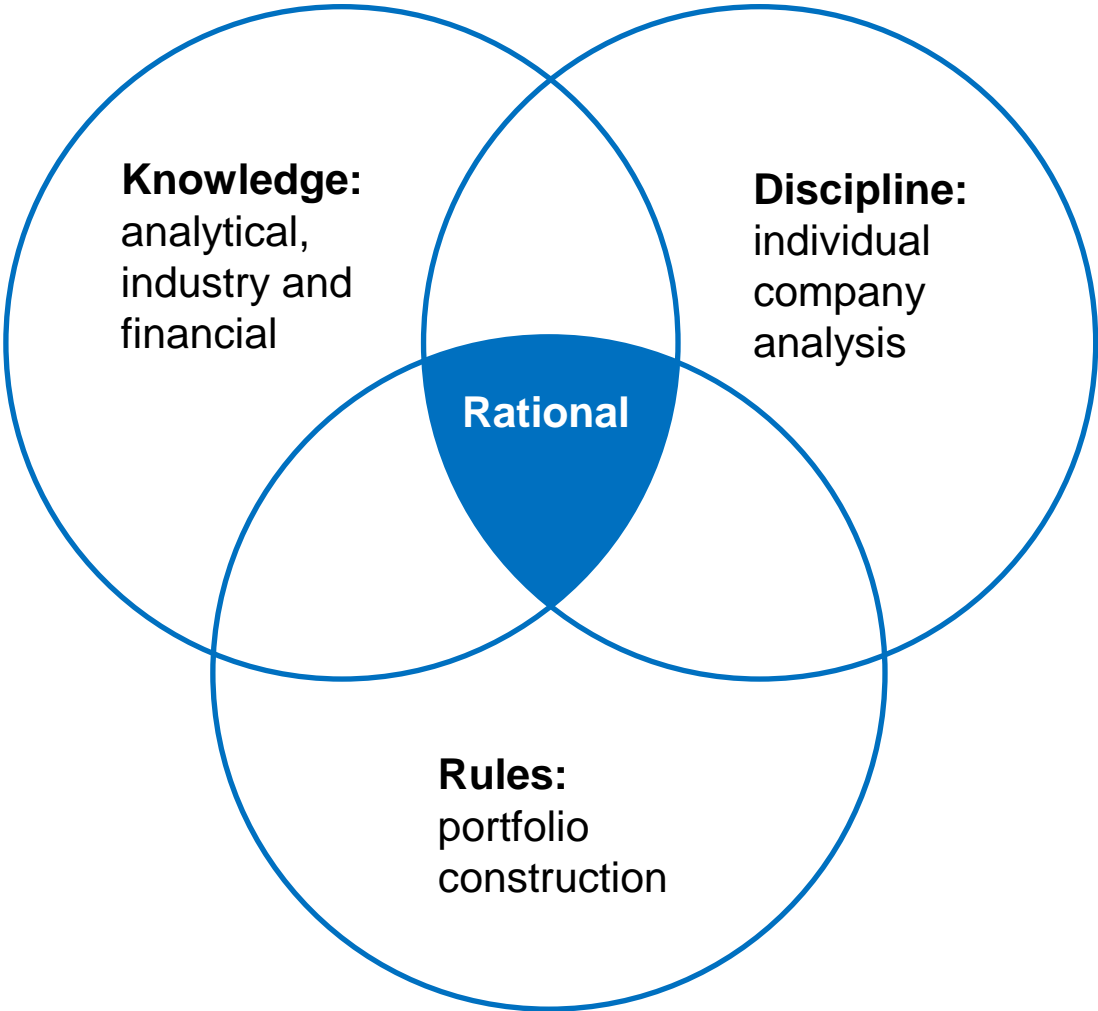 Knowledge:
analytical,
industry and
financial
Discipline:
individual
company
analysis
Rational
Rules:
portfolio
construction